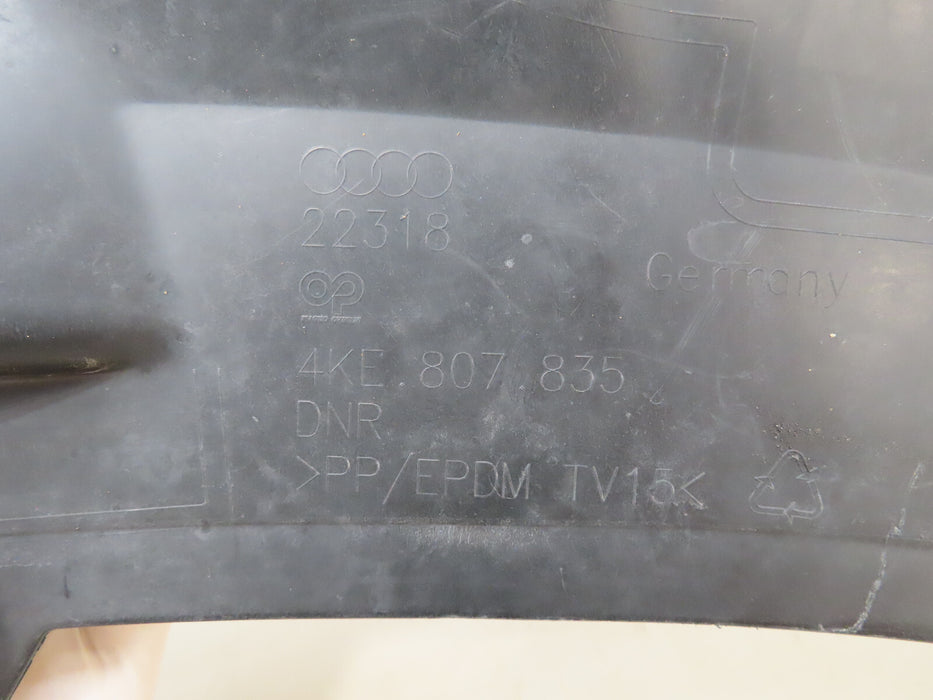 22318
Germany
4KE 807 835
DNR
>PP/EPDM TV15<